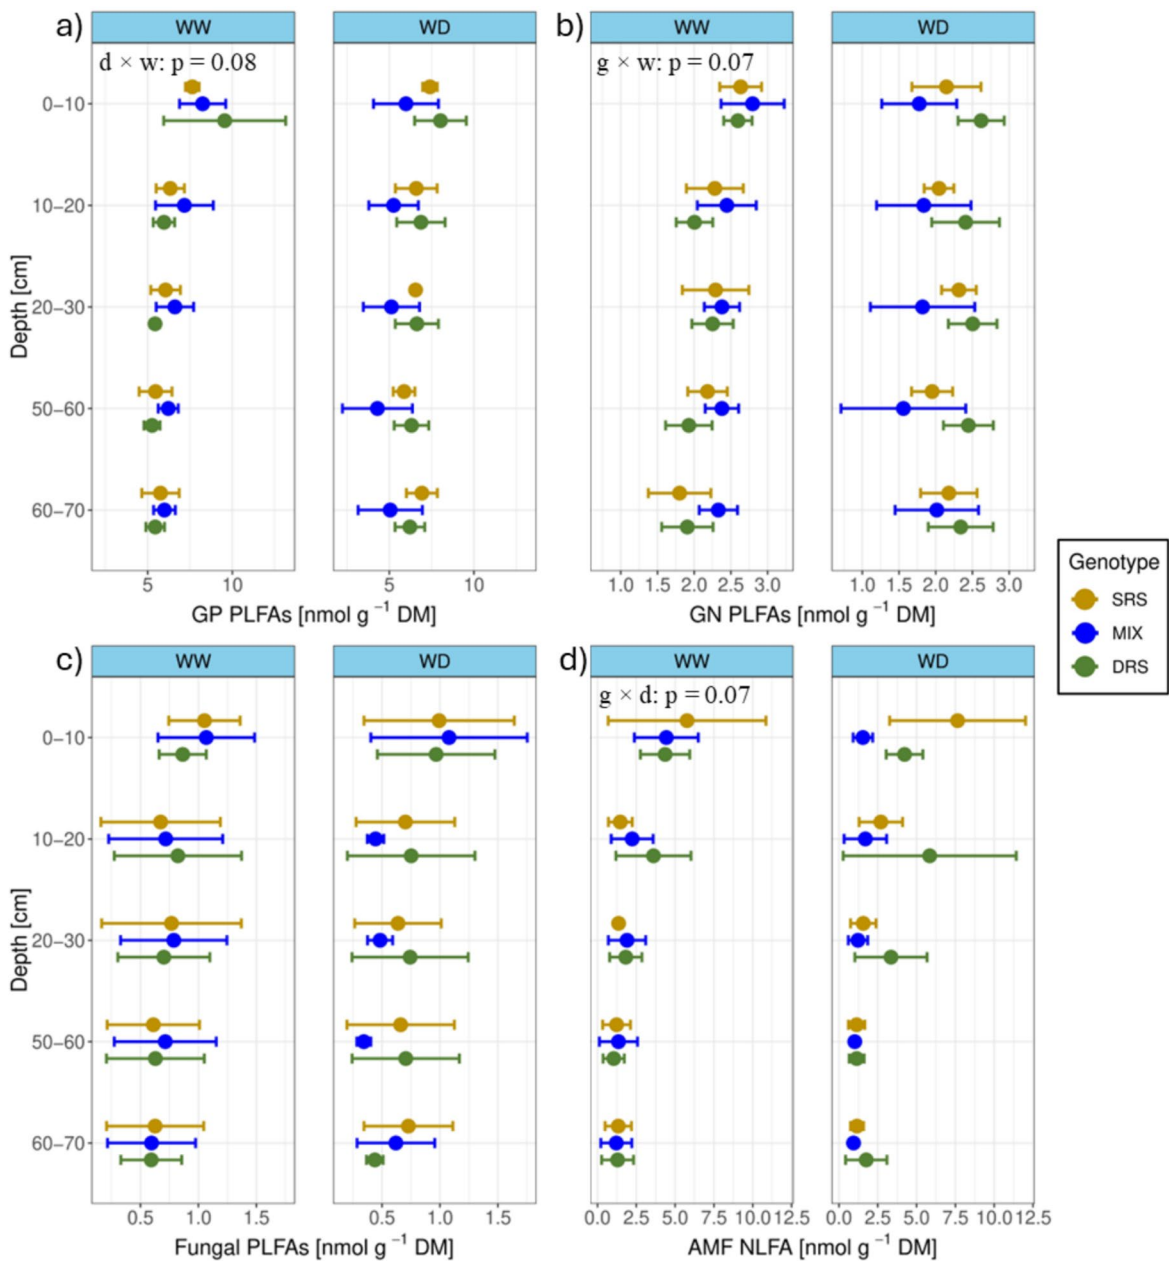 a)
WW
WD
d × w: p = 0.08
0–10
10–20
20–30
50–60
60–70
Depth [cm]
5
10
5
10
GP PLFAs [nmol g −1 DM]
b)
WW
WD
g × w: p = 0.07
1.0 1.5 2.0 2.5 3.0
1.0 1.5 2.0 2.5 3.0
GN PLFAs [nmol g −1 DM]
Genotype
SRS
MIX
DRS
c)
WW
WD
0–10
10–20
20–30
50–60
60–70
Depth [cm]
0.5 1.0 1.5
0.5 1.0 1.5
Fungal PLFAs [nmol g −1 DM]
d)
WW
WD
g × d: p = 0.07
0.0 2.5 5.0 7.5 10.0 12.5
0.0 2.5 5.0 7.5 10.0 12.5
AMF NLFA [nmol g −1 DM]